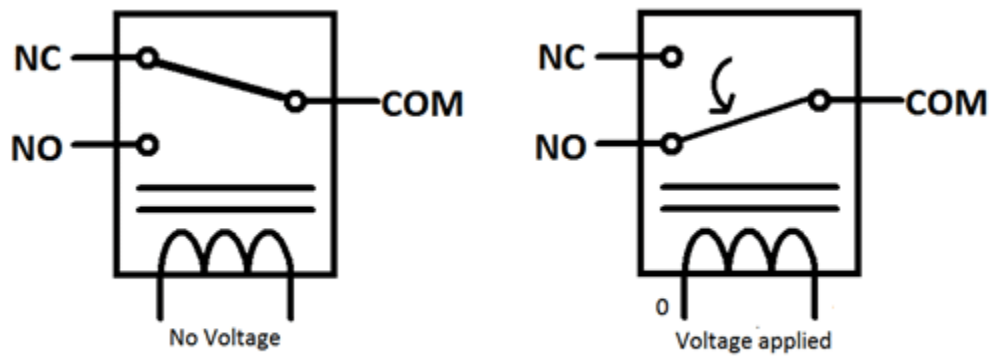 NC
COM
NO
No Voltage
NC
COM
NO
0
Voltage applied